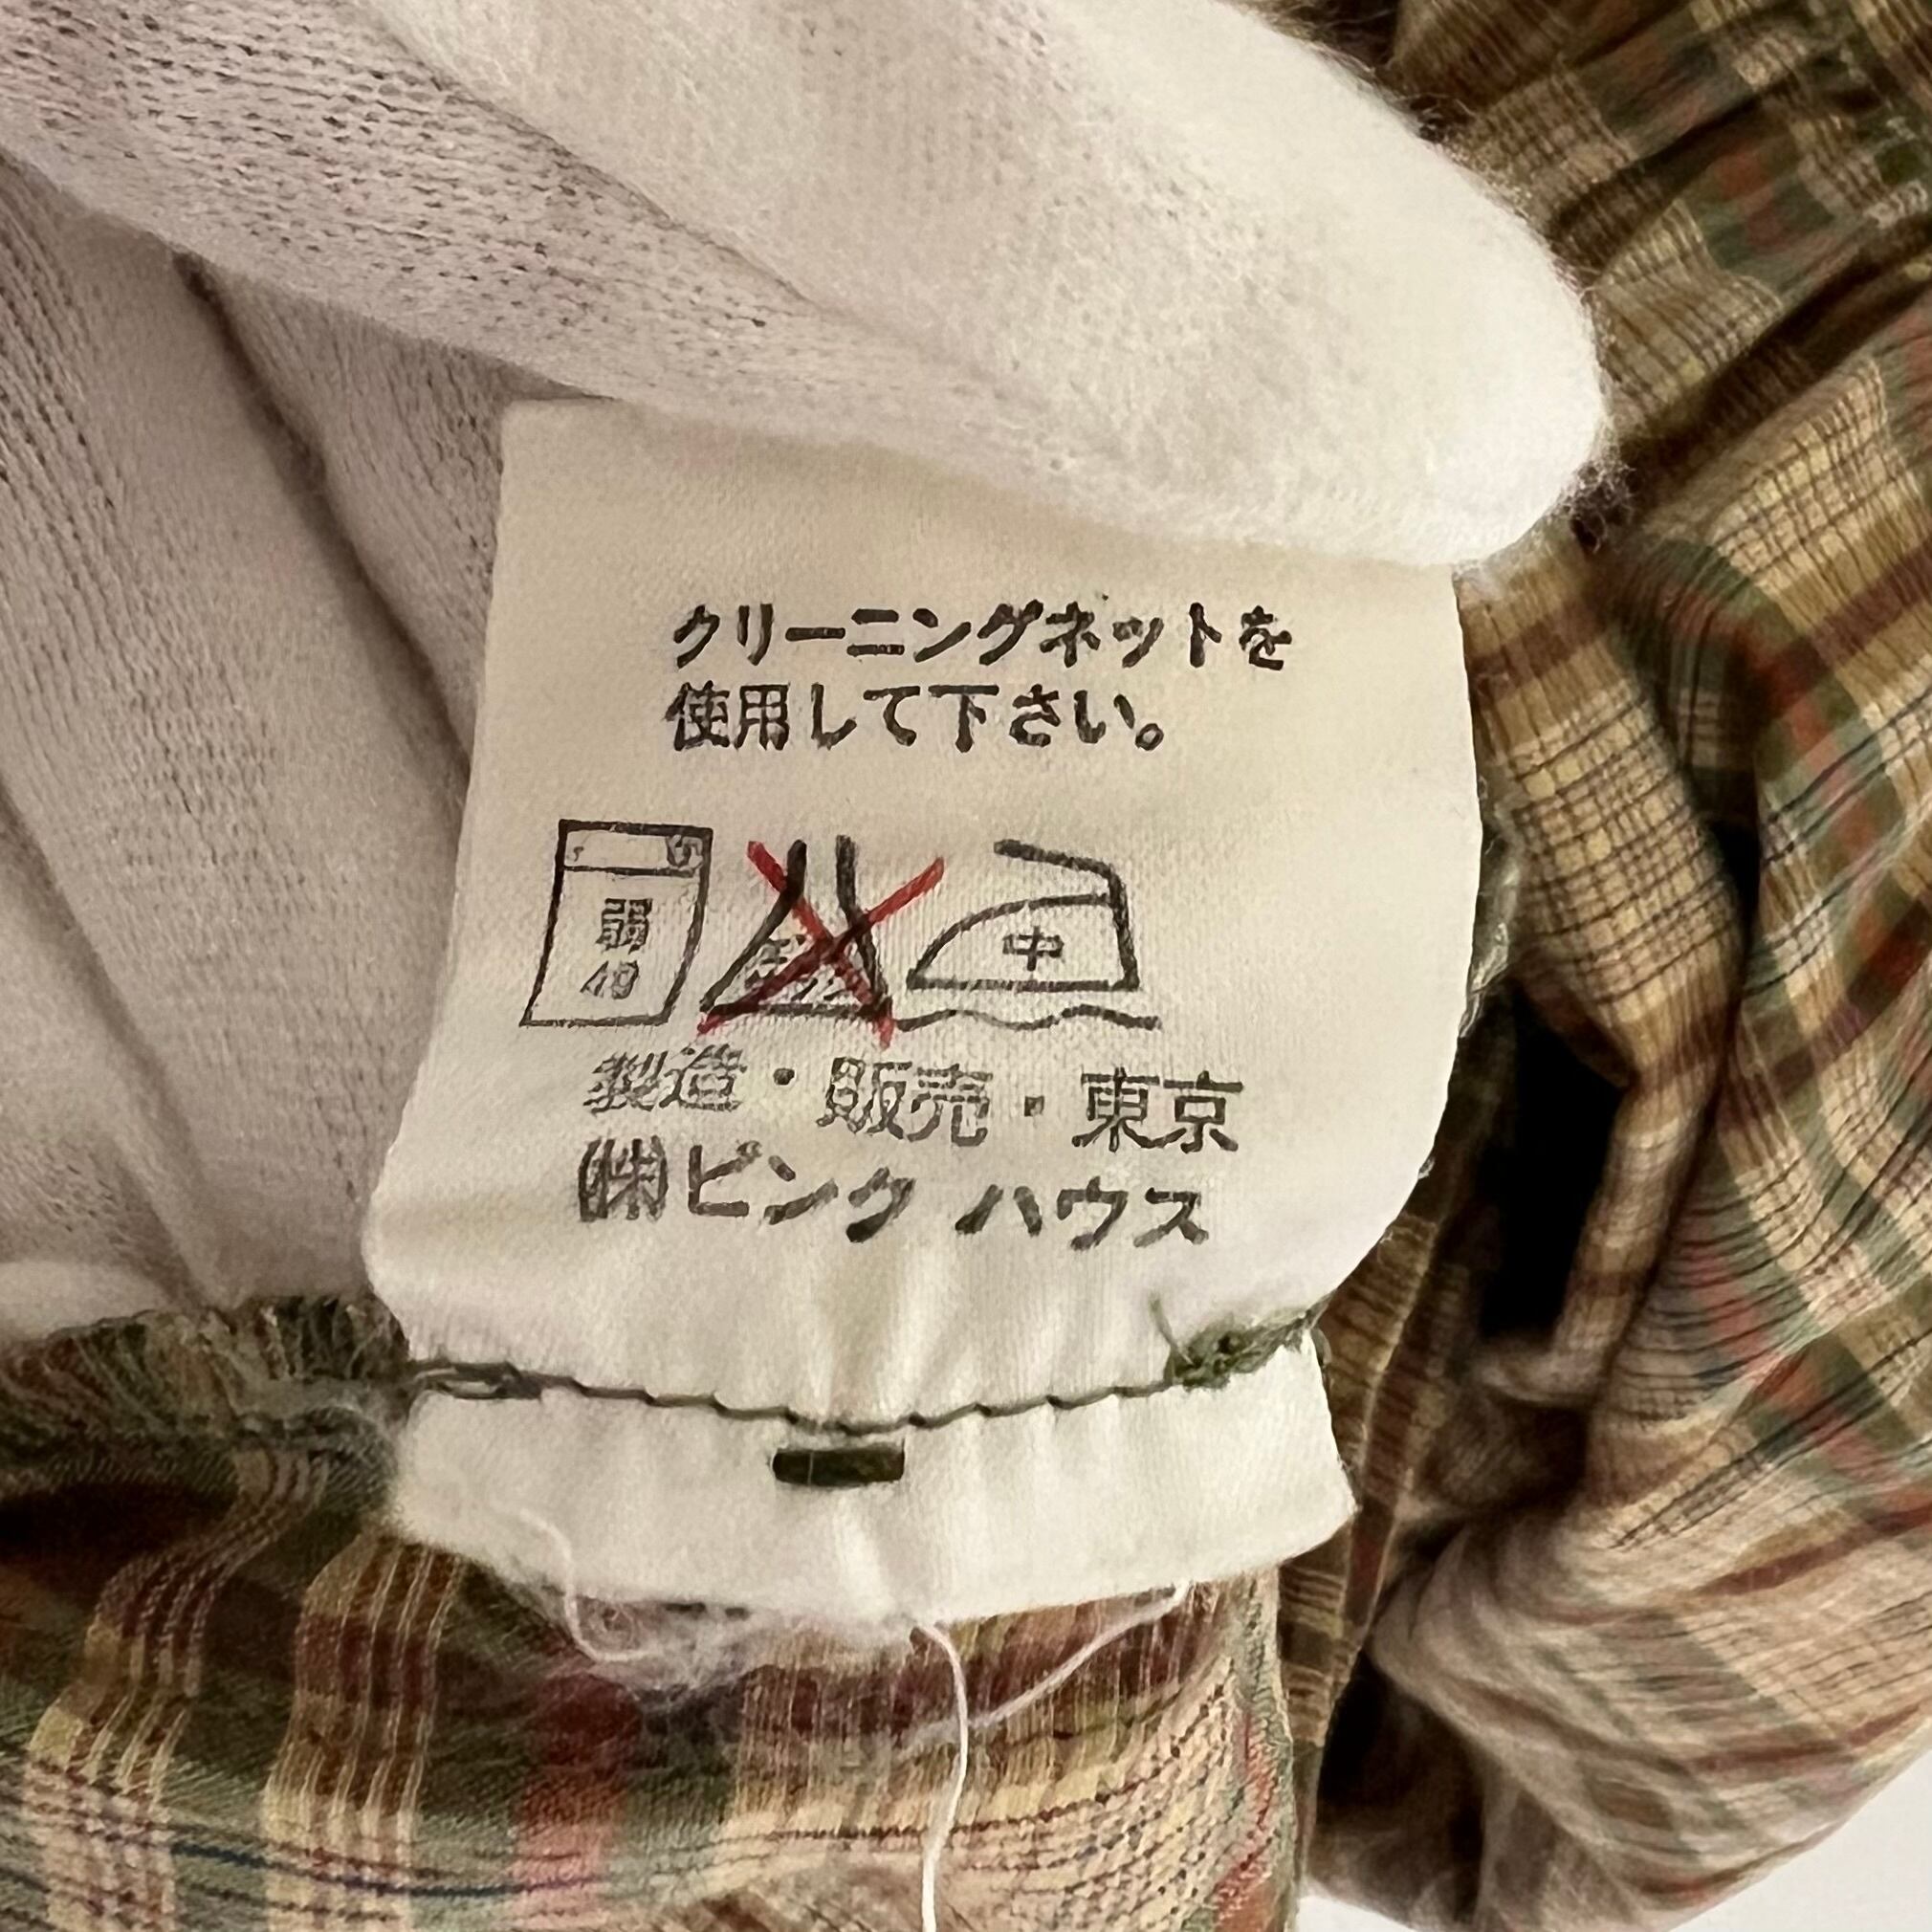 クリーニングネットを
使用して下さい。
弱
40
中
製造・販売・東京
㈱ピンク ハウス